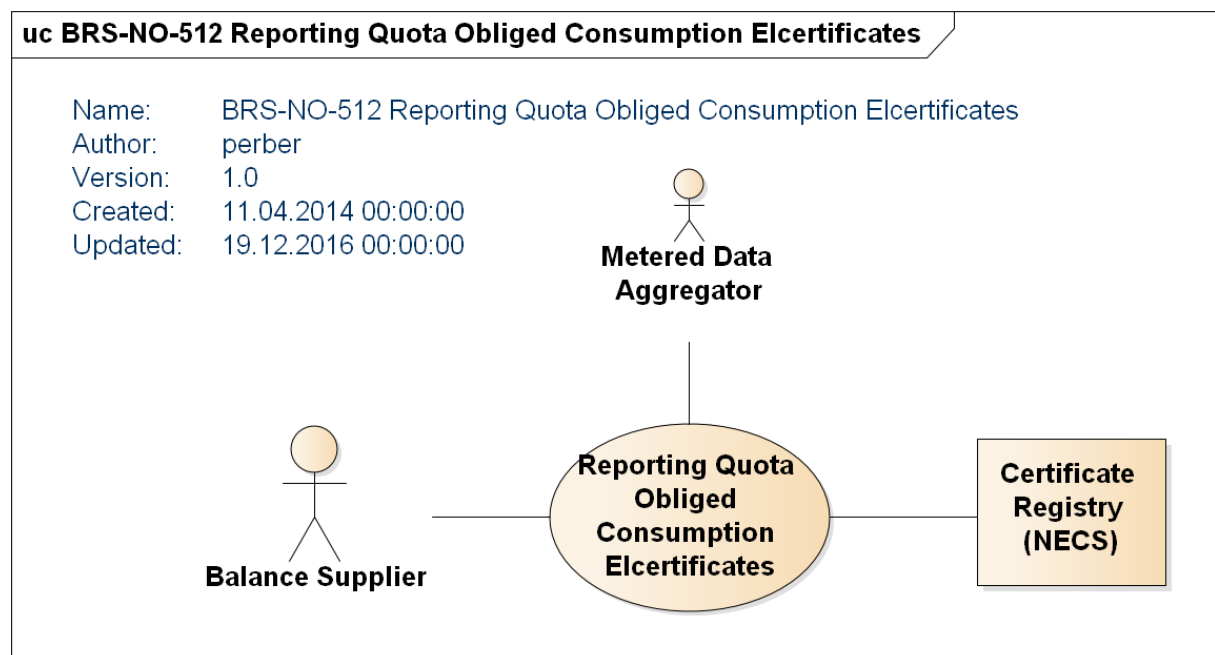 uc BRS-NO-512 Reporting Quota Obliged Consumption Elcertificates
Name: BRS-NO-512 Reporting Quota Obliged Consumption Elcertificates
Author: perber
Version: 1.0
Created: 11.04.2014 00:00:00
Updated: 19.12.2016 00:00:00
Metered Data
Aggregator
Balance Supplier
Reporting Quota
Obliged
Consumption
Elcertificates
Certificate
Registry
(NECS)